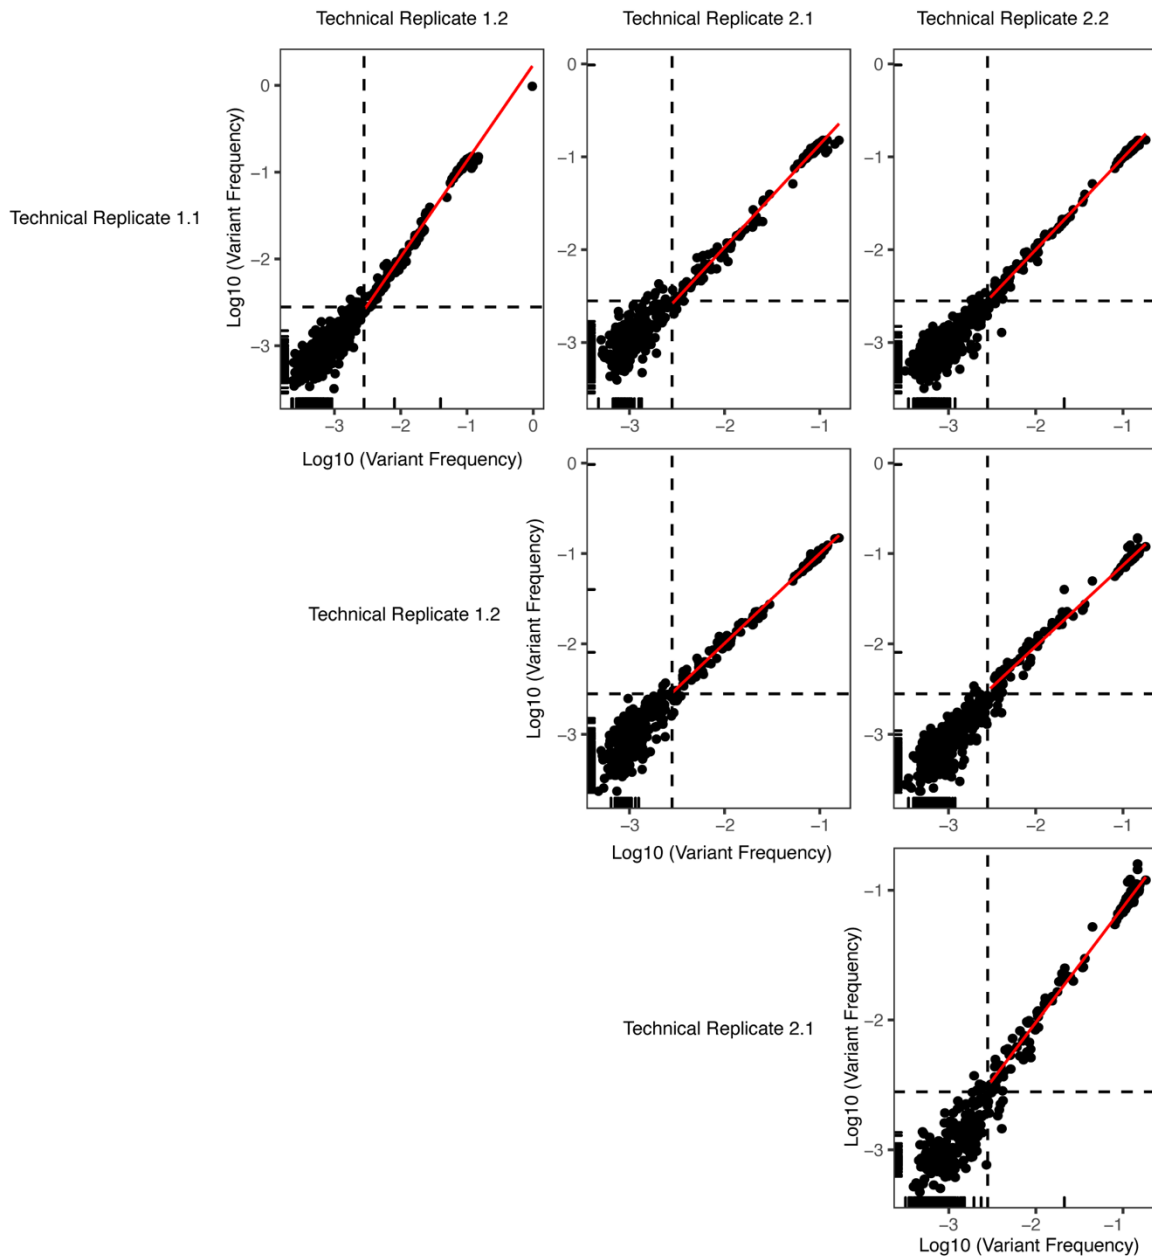 Technical Replicate 1.2
Technical Replicate 2.1
Technical Replicate 2.2
Technical Replicate 1.1
Log10 (Variant Frequency)
0
−1
−2
−3
−3 −2 −1 0
Log10 (Variant Frequency)
0
−1
−2
−3
−3 −2 −1
0
−1
−2
−3
−3 −2 −1
Technical Replicate 1.2
Log10 (Variant Frequency)
0
−1
−2
−3
−3 −2 −1
Log10 (Variant Frequency)
0
−1
−2
−3
−3 −2 −1
Technical Replicate 2.1
Log10 (Variant Frequency)
−1
−2
−3
−3 −2 −1
Log10 (Variant Frequency)